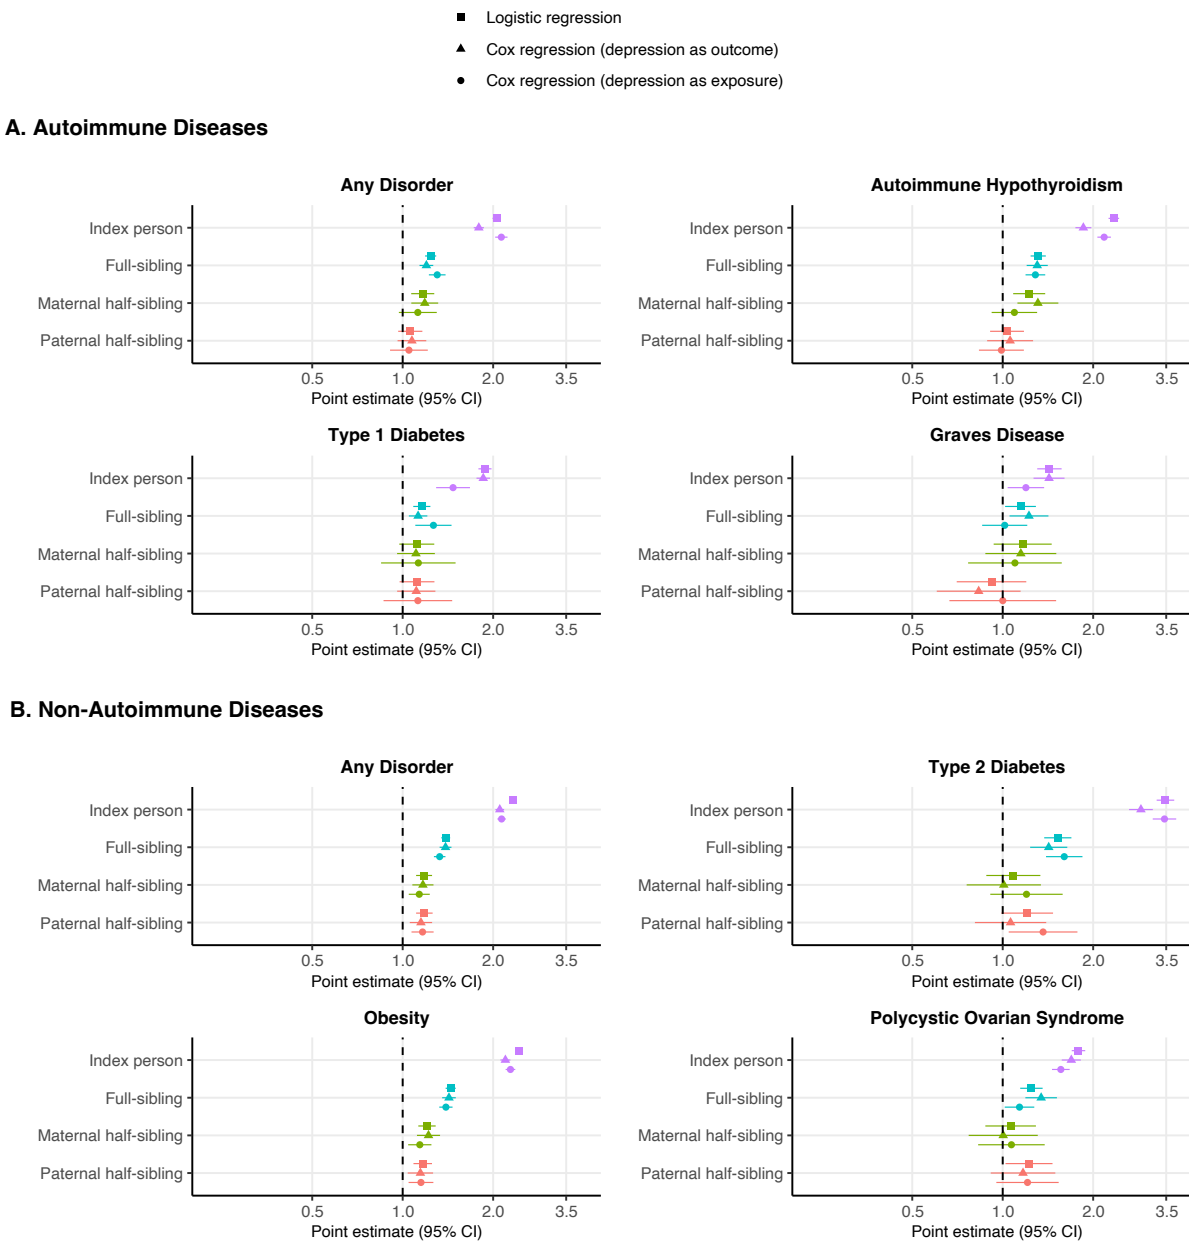 Logistic regression
Cox regression (depression as outcome)
Cox regression (depression as exposure)
A. Autoimmune Diseases
Any Disorder
Index person
Full-sibling
Maternal half-sibling
Paternal half-sibling
0.5 1.0 2.0 3.5
Point estimate (95% CI)
Autoimmune Hypothyroidism
Index person
Full-sibling
Maternal half-sibling
Paternal half-sibling
0.5 1.0 2.0 3.5
Point estimate (95% CI)
Type 1 Diabetes
Index person
Full-sibling
Maternal half-sibling
Paternal half-sibling
0.5 1.0 2.0 3.5
Point estimate (95% CI)
Graves Disease
Index person
Full-sibling
Maternal half-sibling
Paternal half-sibling
0.5 1.0 2.0 3.5
Point estimate (95% CI)
B. Non-Autoimmune Diseases
Any Disorder
Index person
Full-sibling
Maternal half-sibling
Paternal half-sibling
0.5 1.0 2.0 3.5
Point estimate (95% CI)
Type 2 Diabetes
Index person
Full-sibling
Maternal half-sibling
Paternal half-sibling
0.5 1.0 2.0 3.5
Point estimate (95% CI)
Obesity
Index person
Full-sibling
Maternal half-sibling
Paternal half-sibling
0.5 1.0 2.0 3.5
Point estimate (95% CI)
Polycystic Ovarian Syndrome
Index person
Full-sibling
Maternal half-sibling
Paternal half-sibling
0.5 1.0 2.0 3.5
Point estimate (95% CI)